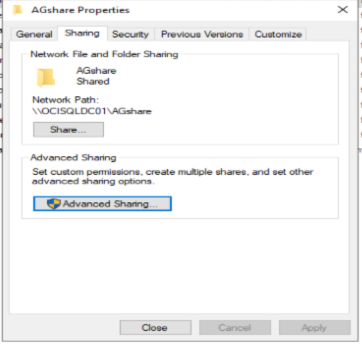 AGshare Properties
General
Sharing
Security
Previous Versions
Customize
Network File and Folder Sharing
AGshare
Shared
Network Path:
\\OCISQLDC01\AGshare
Share...
Advanced Sharing
Set custom permissions, create multiple shares, and set other
advanced sharing options.
Advanced Sharing...
Close
Cancel
Apply